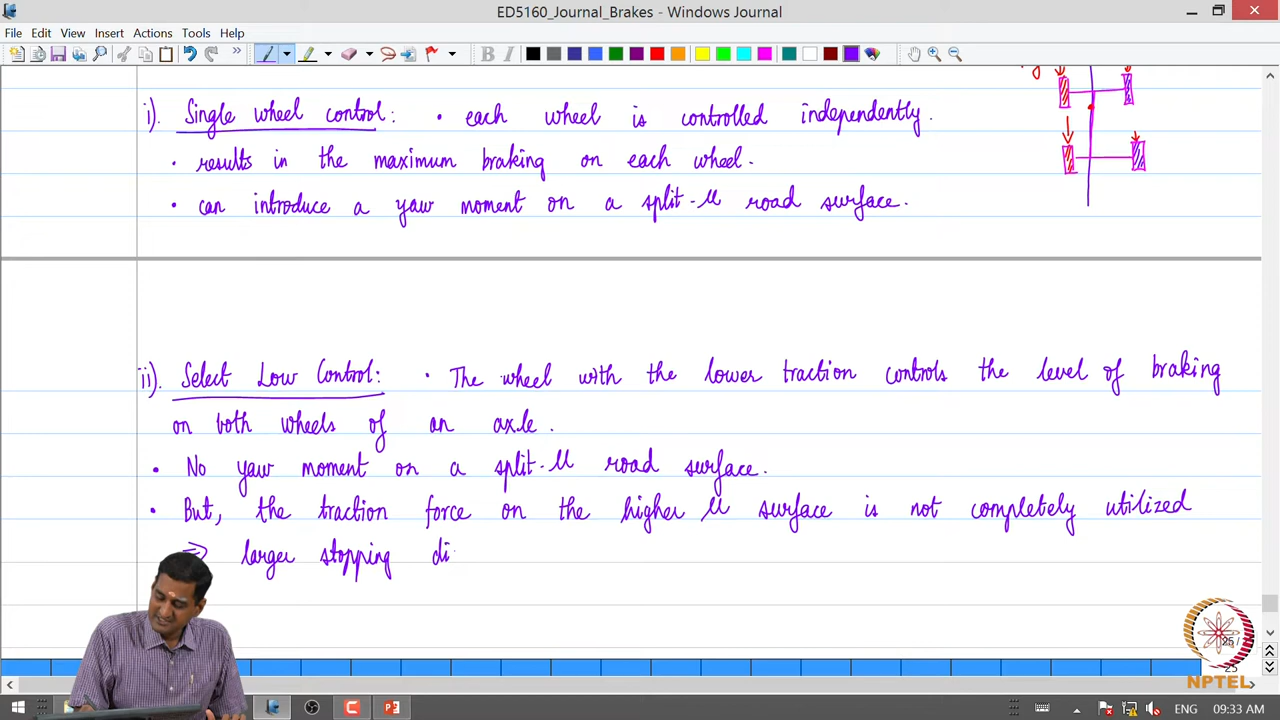 ED5160_Journal_Brakes - Windows Journal
File Edit View Insert Actions Tools Help
i). Single wheel control: • each wheel is controlled independently.
• results in the maximum braking on each wheel.
• can introduce a yaw moment on a split-μ road surface.
ii). Select Low Control: • The wheel with the lower traction controls the level of braking
on both wheels of an axle.
• No yaw moment on a split-μ road surface.
• But, the traction force on the higher μ surface is not completely utilized
⇒ larger stopping di
25 /
25
NPTEL
ENG 09:33 AM